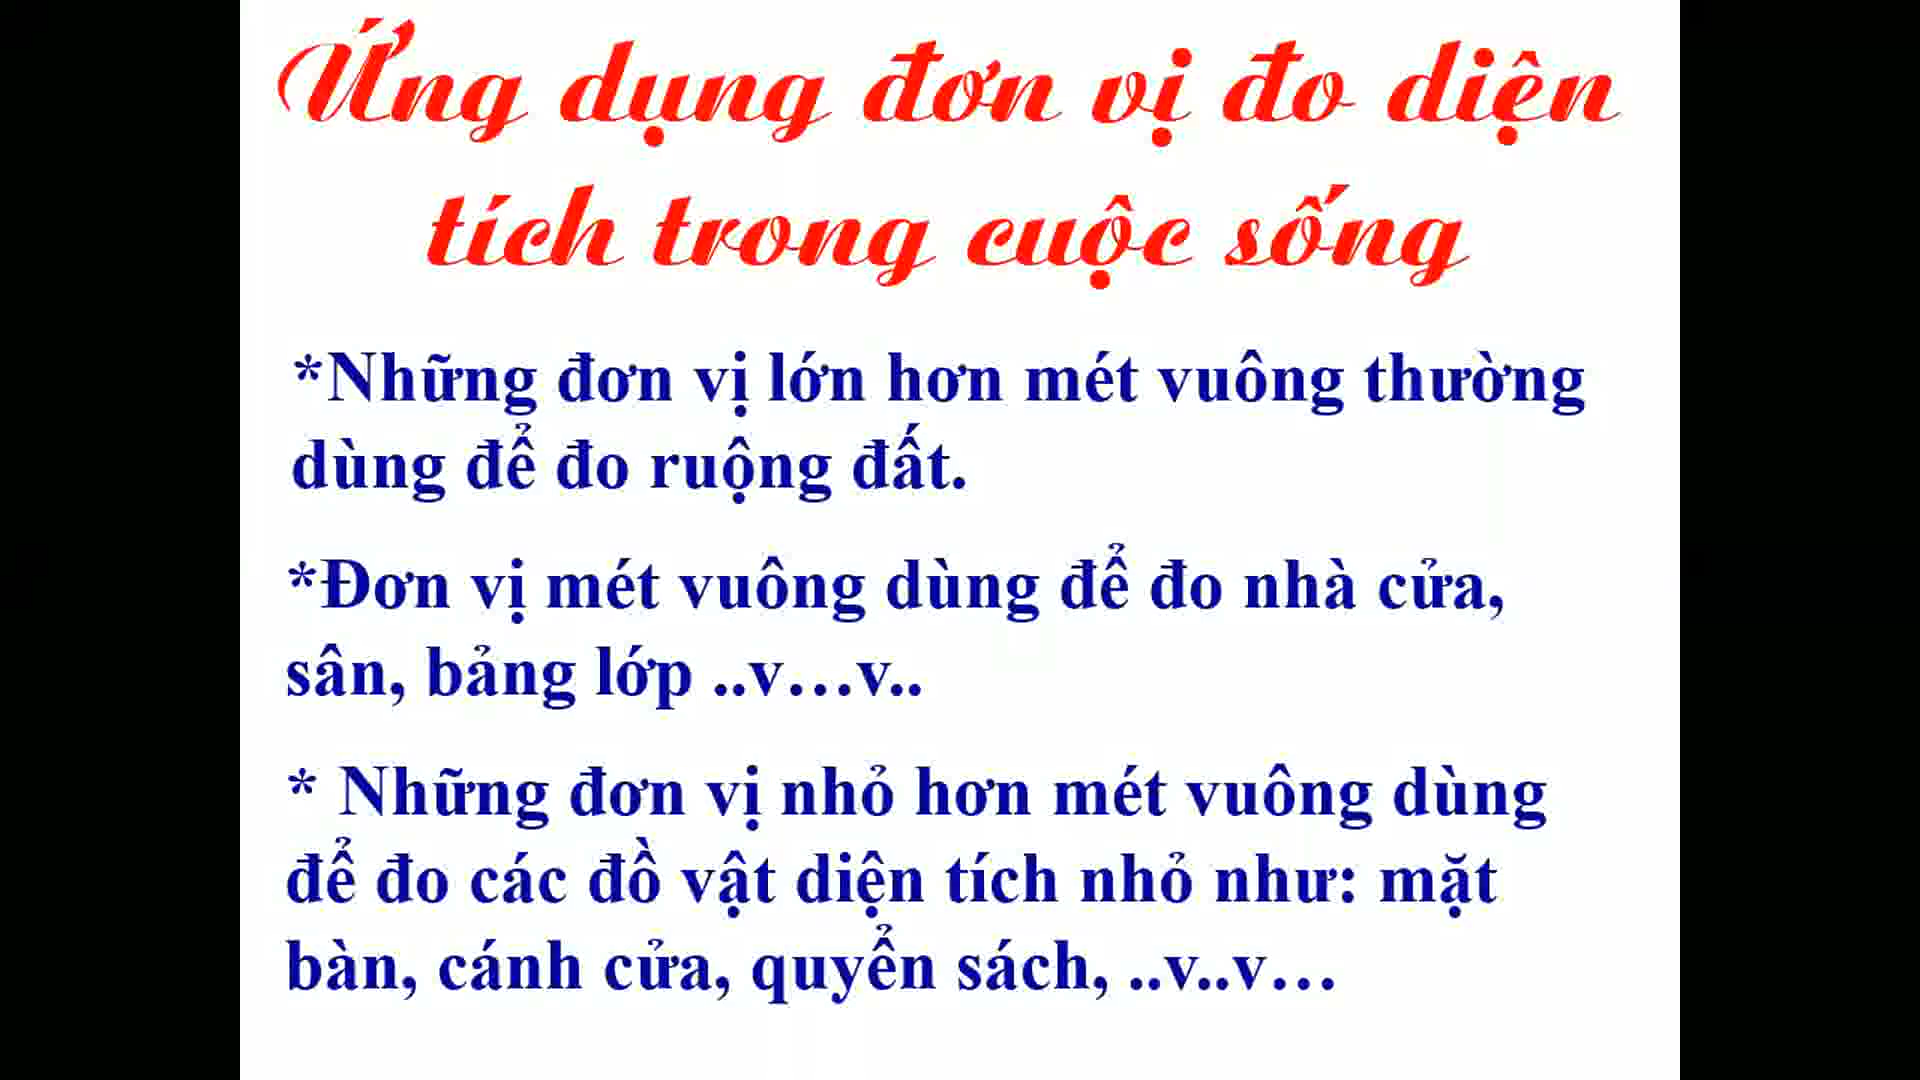 Ứng dụng đơn vị đo diện
tích trong cuộc sống
*Những đơn vị lớn hơn mét vuông thường
dùng để đo ruộng đất.
*Đơn vị mét vuông dùng để đo nhà cửa,
sân, bảng lớp ..v...v..
* Những đơn vị nhỏ hơn mét vuông dùng
để đo các đồ vật diện tích nhỏ như: mặt
bàn, cánh cửa, quyển sách, ..v..v...